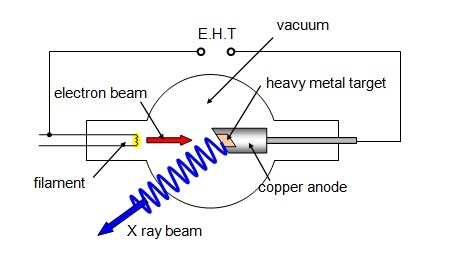 vacuum
E.H.T
heavy metal target
electron beam
filament
copper anode
X ray beam